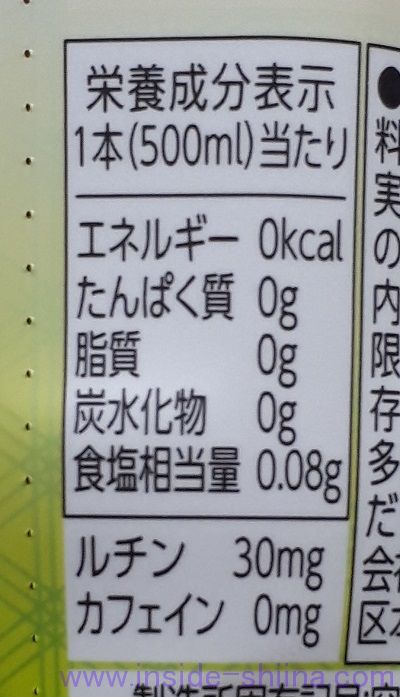 栄養成分表示
1本(500ml)当たり
エネルギー 0kcal
たんぱく質 0g
脂質 0g
炭水化物 0g
食塩相当量 0.08g
ルチン 30mg
カフェイン 0mg
●
料
実
の
内
限
存
多
だ
会
区
www.inside-shiina.com